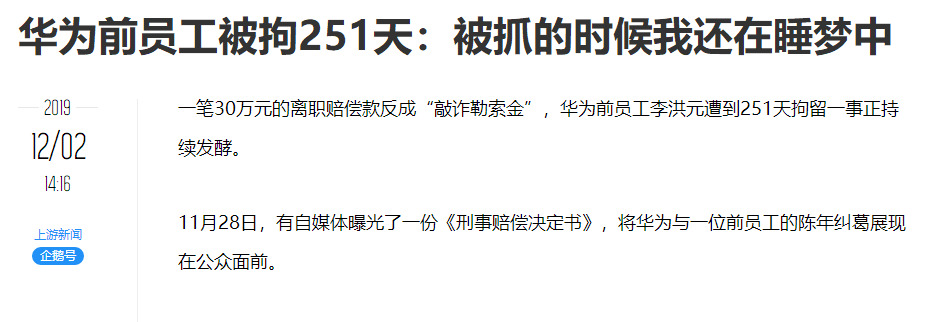 华为前员工被拘251天：被抓的时候我还在睡梦中
2019
12/02
14:16
上游新闻
企鹅号
一笔30万元的离职赔偿款反成“敲诈勒索金”，华为前员工李洪元遭到251天拘留一事正持
续发酵。
11月28日，有自媒体曝光了一份《刑事赔偿决定书》，将华为与一位前员工的陈年纠葛展现
在公众面前。